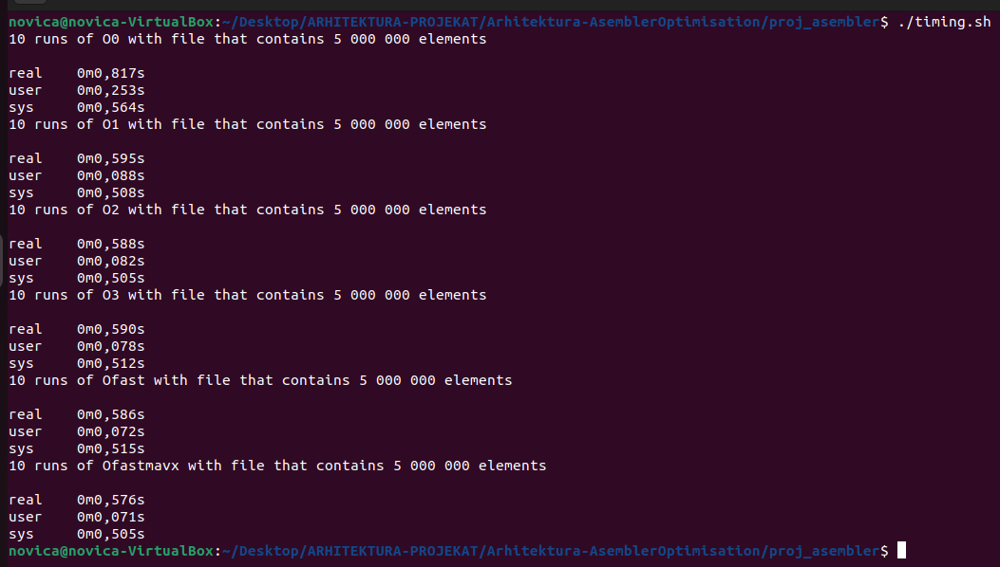 novica@novica-VirtualBox:~/Desktop/ARHITEKTURA-PROJEKAT/Arhitektura-AsemblerOptimisation/proj_asembler$ ./timing.sh
10 runs of O0 with file that contains 5 000 000 elements
real    0m0,817s
user    0m0,253s
sys     0m0,564s
10 runs of O1 with file that contains 5 000 000 elements
real    0m0,595s
user    0m0,088s
sys     0m0,508s
10 runs of O2 with file that contains 5 000 000 elements
real    0m0,588s
user    0m0,082s
sys     0m0,505s
10 runs of O3 with file that contains 5 000 000 elements
real    0m0,590s
user    0m0,078s
sys     0m0,512s
10 runs of Ofast with file that contains 5 000 000 elements
real    0m0,586s
user    0m0,072s
sys     0m0,515s
10 runs of Ofastmavx with file that contains 5 000 000 elements
real    0m0,576s
user    0m0,071s
sys     0m0,505s
novica@novica-VirtualBox:~/Desktop/ARHITEKTURA-PROJEKAT/Arhitektura-AsemblerOptimisation/proj_asembler$